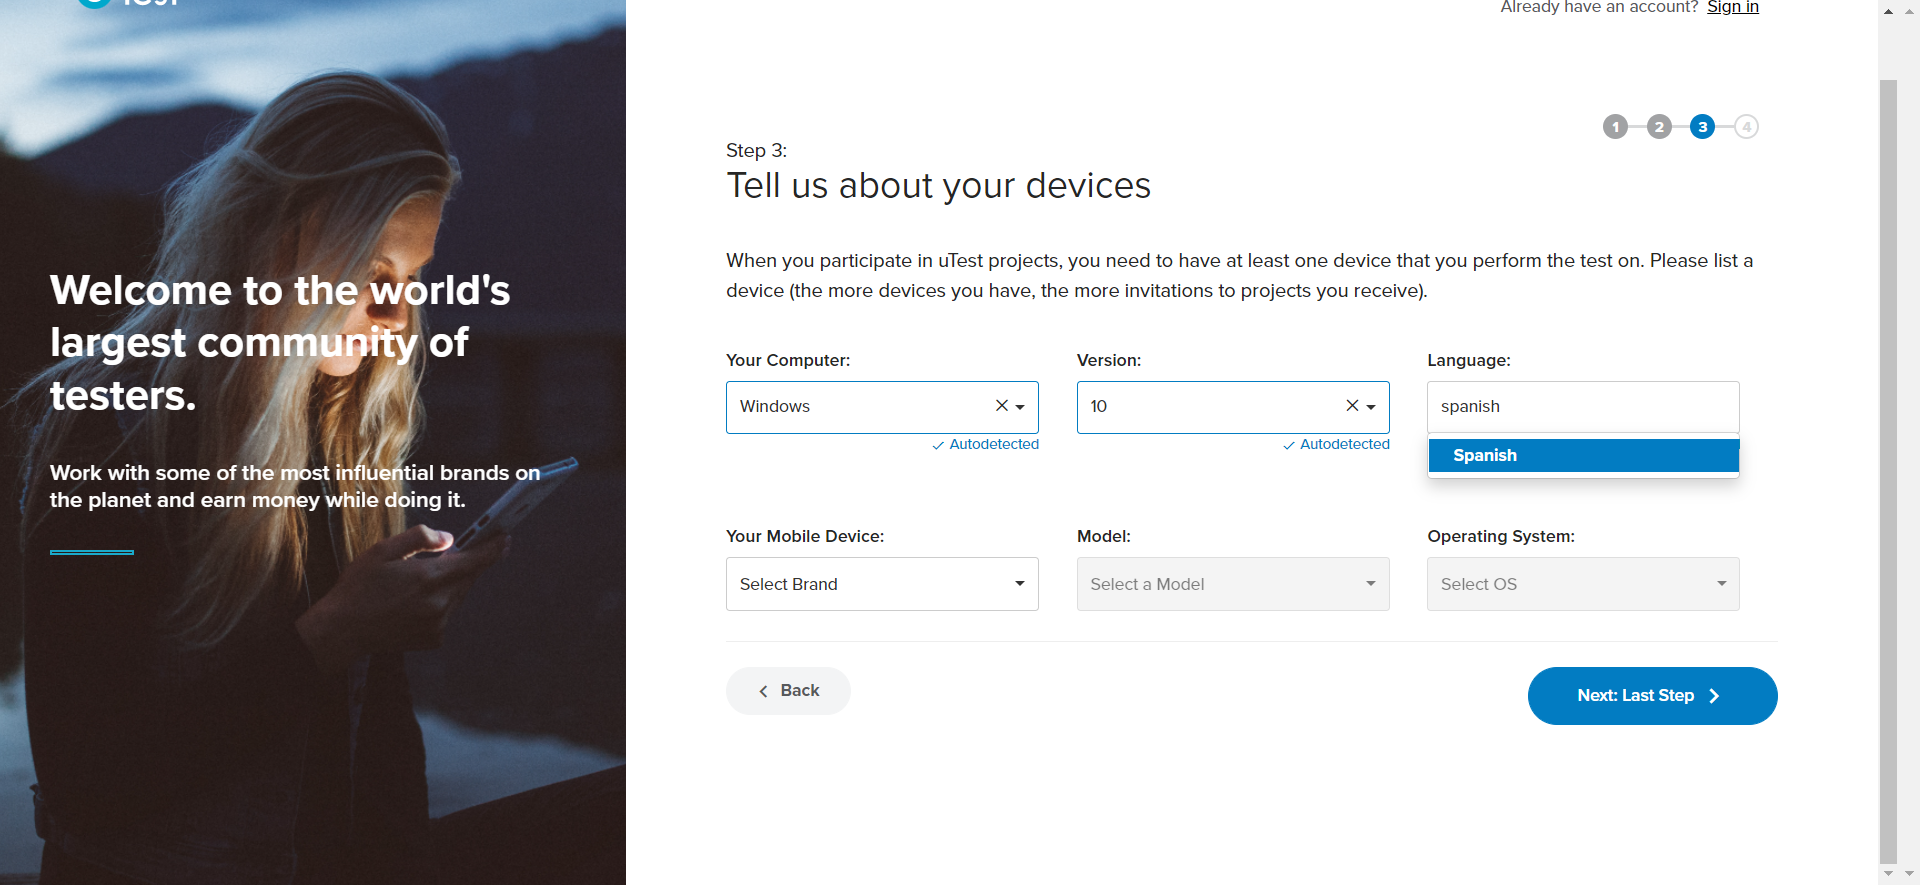 Already have an account? Sign in
1 2 3 4
Step 3:
Tell us about your devices
When you participate in uTest projects, you need to have at least one device that you perform the test on. Please list a
device (the more devices you have, the more invitations to projects you receive).
Welcome to the world's
largest community of
testers.
Work with some of the most influential brands on
the planet and earn money while doing it.
Your Computer: Version: Language:
Windows 10 spanish
Autodetected Autodetected
Spanish
Your Mobile Device: Model: Operating System:
Select Brand Select a Model Select OS
Back
Next: Last Step